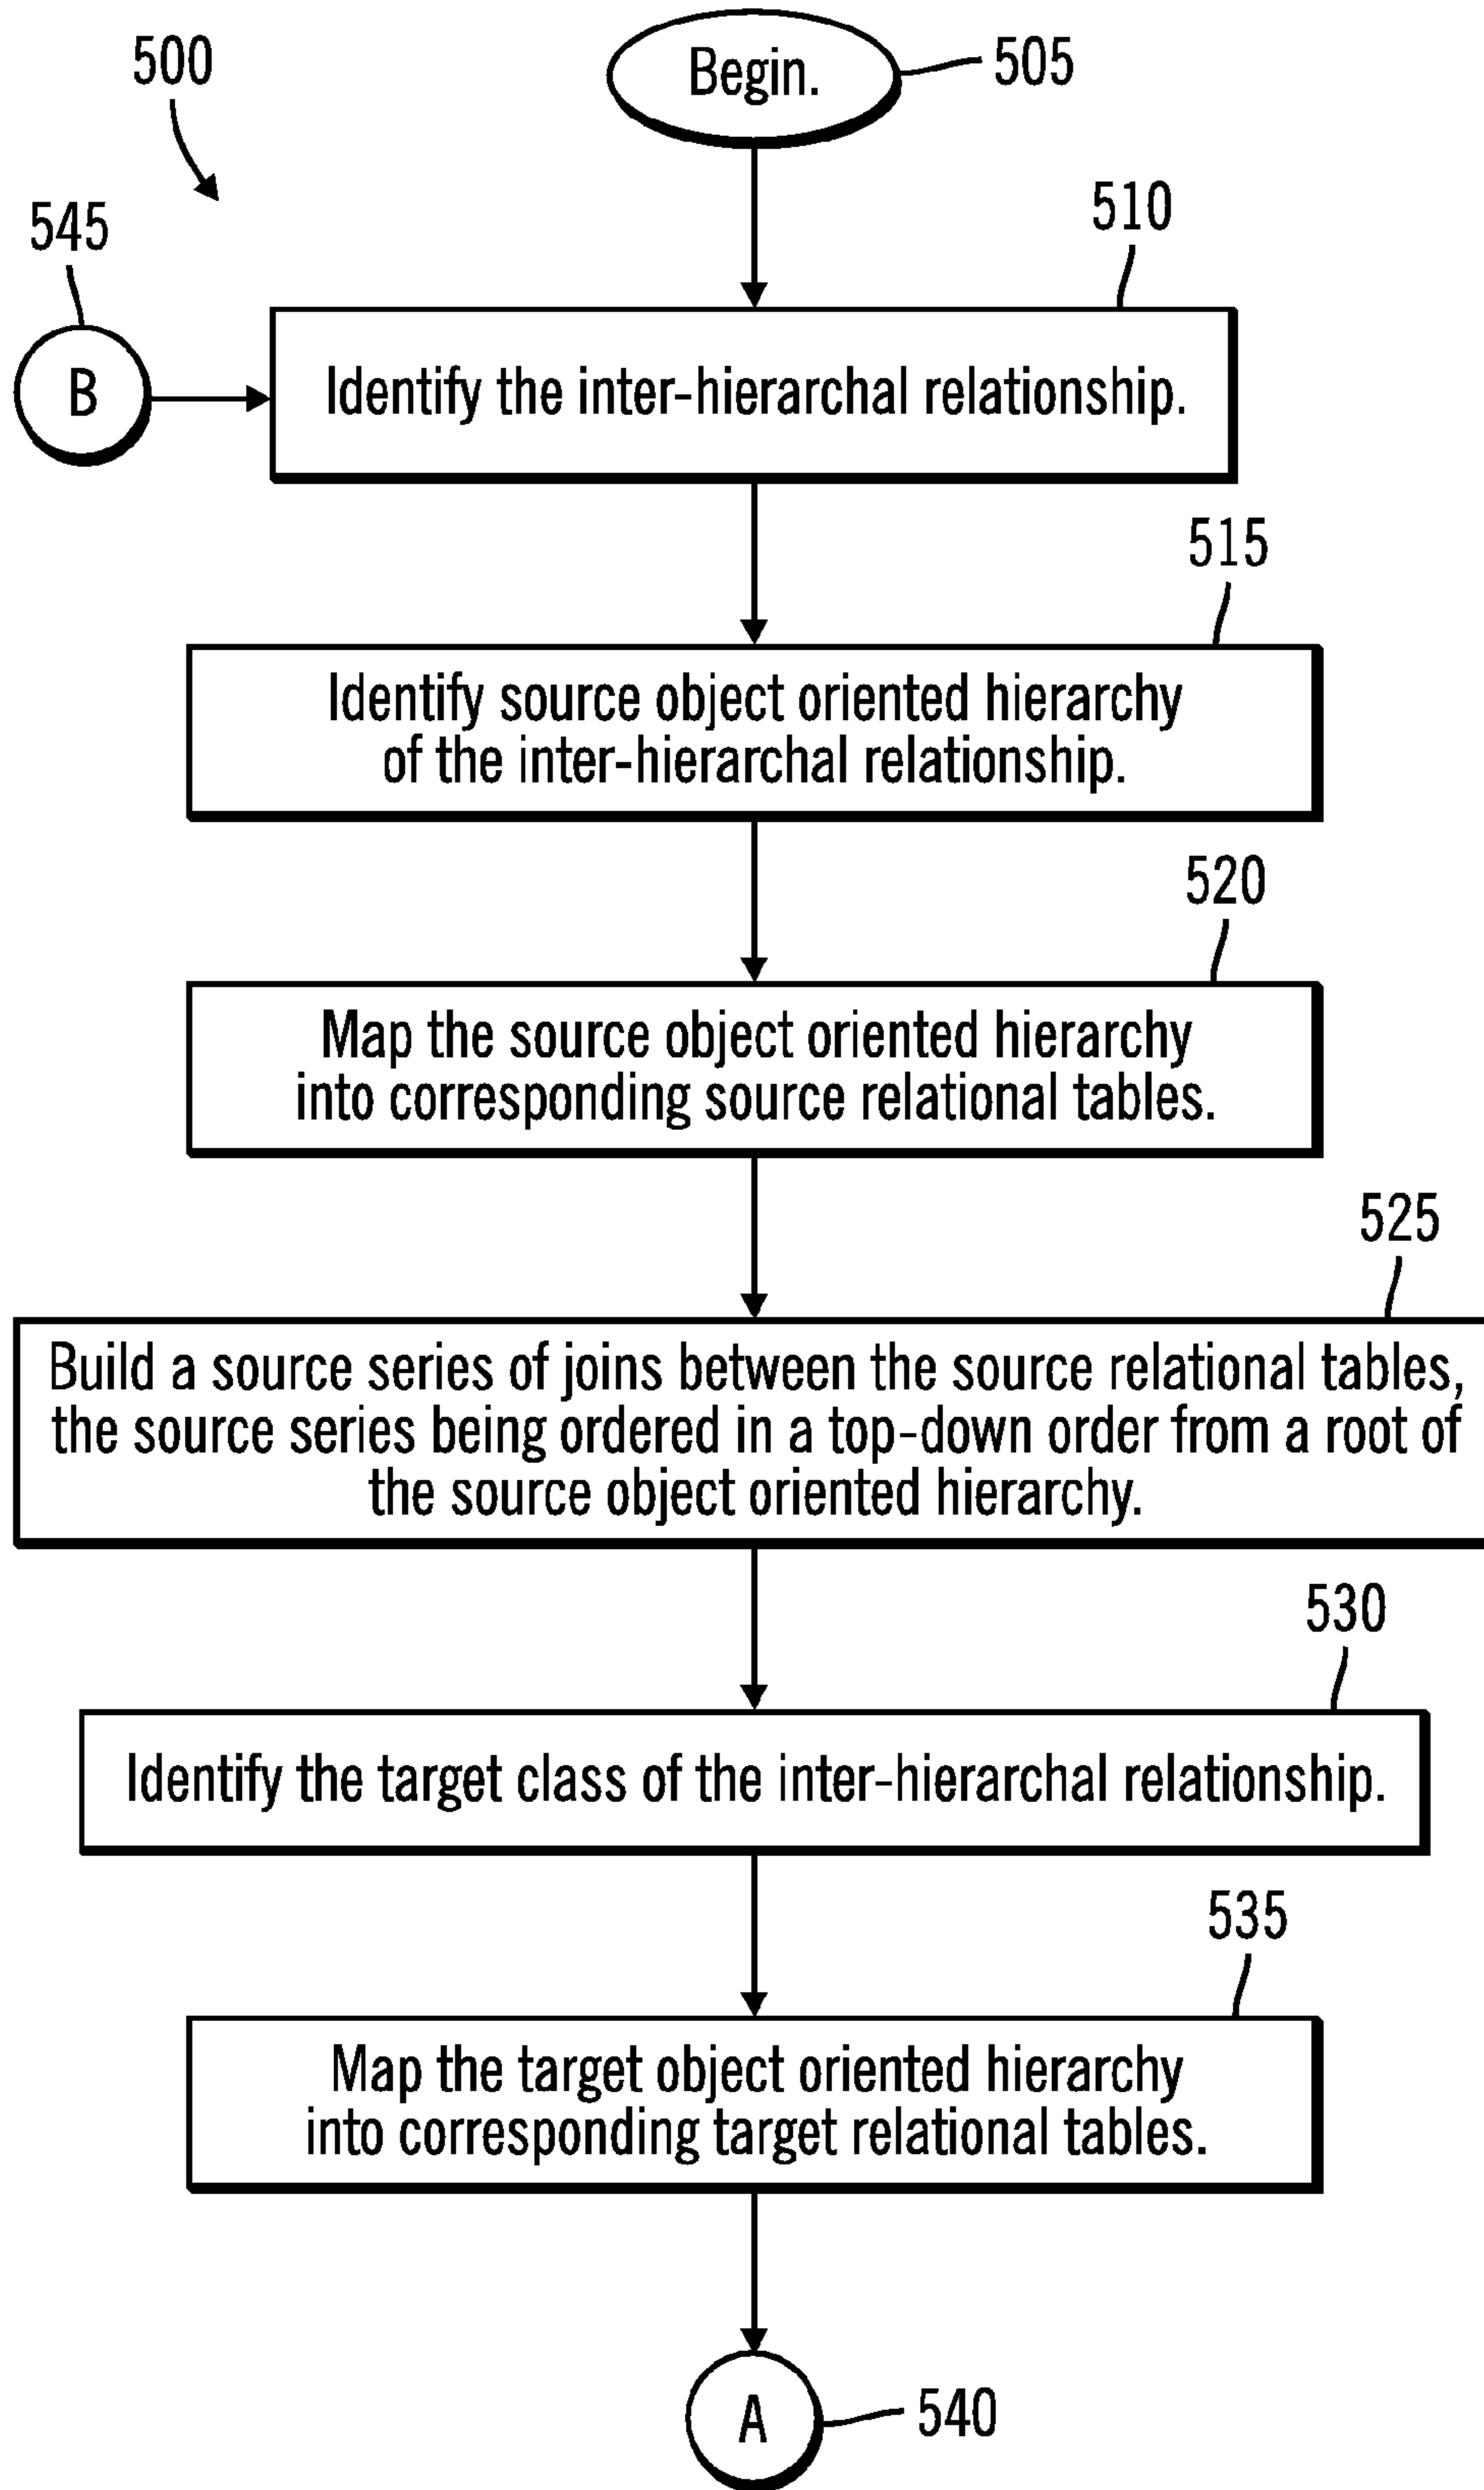 500
Begin.
505
545
510
B
Identify the inter-hierarchal relationship.
515
Identify source object oriented hierarchy
of the inter-hierarchal relationship.
520
Map the source object oriented hierarchy
into corresponding source relational tables.
525
Build a source series of joins between the source relational tables,
the source series being ordered in a top-down order from a root of
the source object oriented hierarchy.
530
Identify the target class of the inter-hierarchal relationship.
535
Map the target object oriented hierarchy
into corresponding target relational tables.
A
540